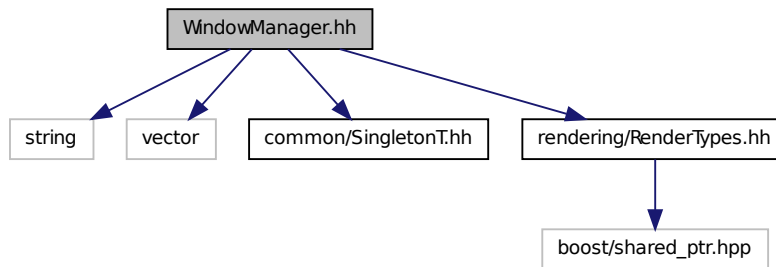 WindowManager.hh
string
vector
common/SingletonT.hh
rendering/RenderTypes.hh
boost/shared_ptr.hpp